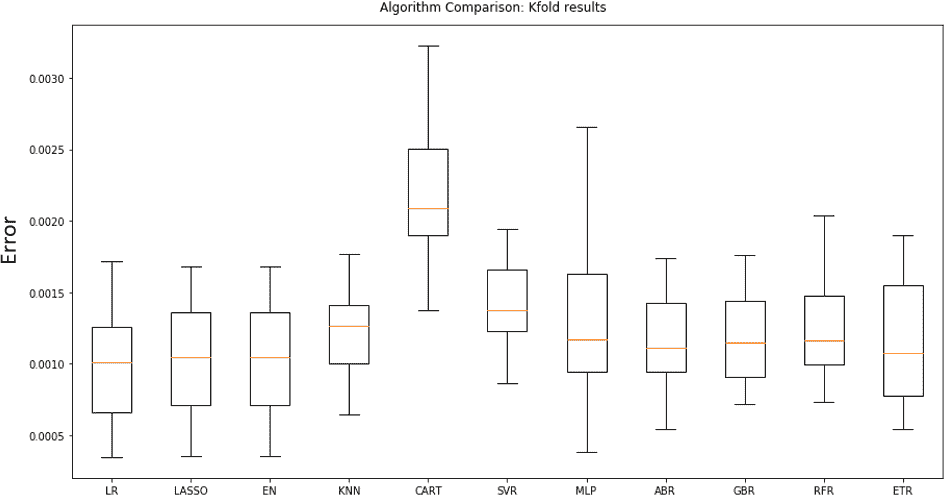 Algorithm Comparison: Kfold results
Error
0.0030
0.0025
0.0020
0.0015
0.0010
0.0005
LR LASSO EN KNN CART SVR MLP ABR GBR RFR ETR